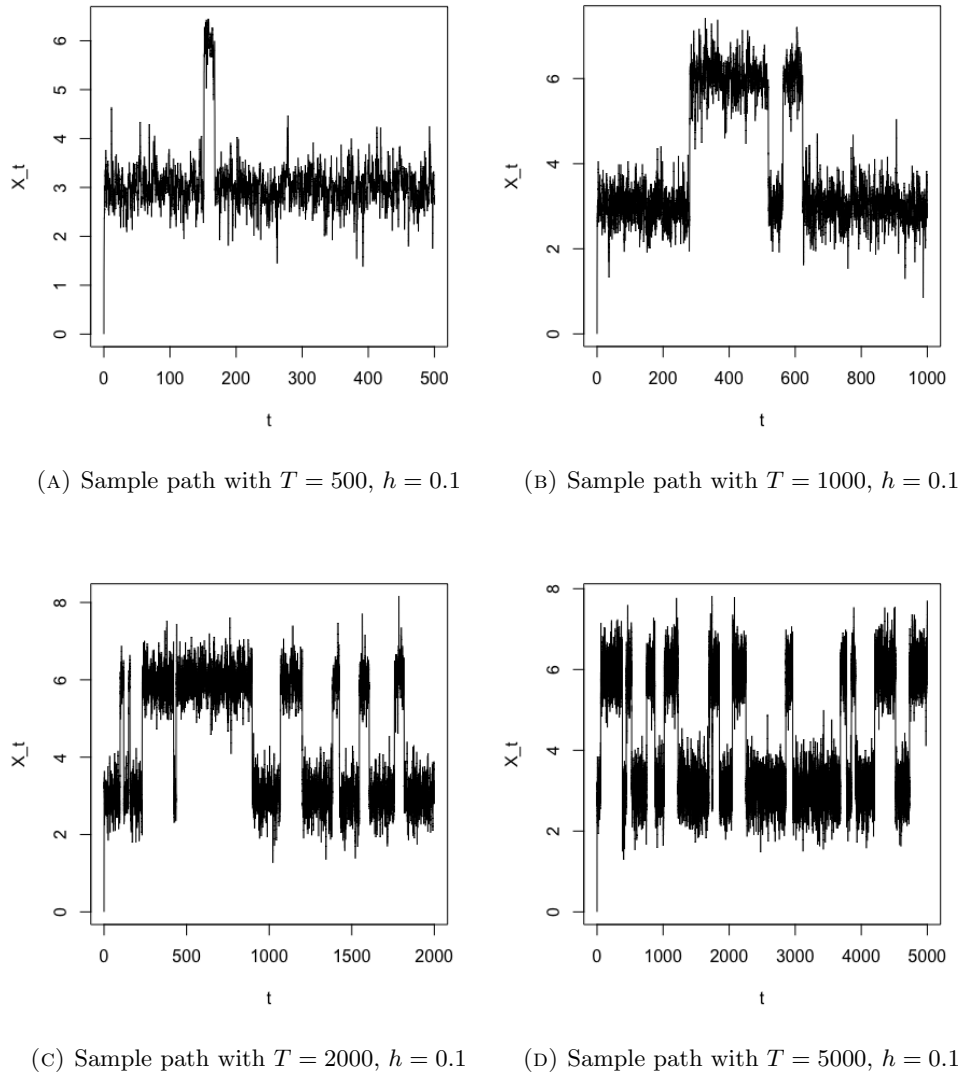 X_t
6
5
4
3
2
1
0
0 100 200 300 400 500
t
(A) Sample path with T = 500, h = 0.1
X_t
6
4
2
0
0 200 400 600 800 1000
t
(B) Sample path with T = 1000, h = 0.1
X_t
8
6
4
2
0
0 500 1000 1500 2000
t
(C) Sample path with T = 2000, h = 0.1
X_t
8
6
4
2
0
0 1000 2000 3000 4000 5000
t
(D) Sample path with T = 5000, h = 0.1